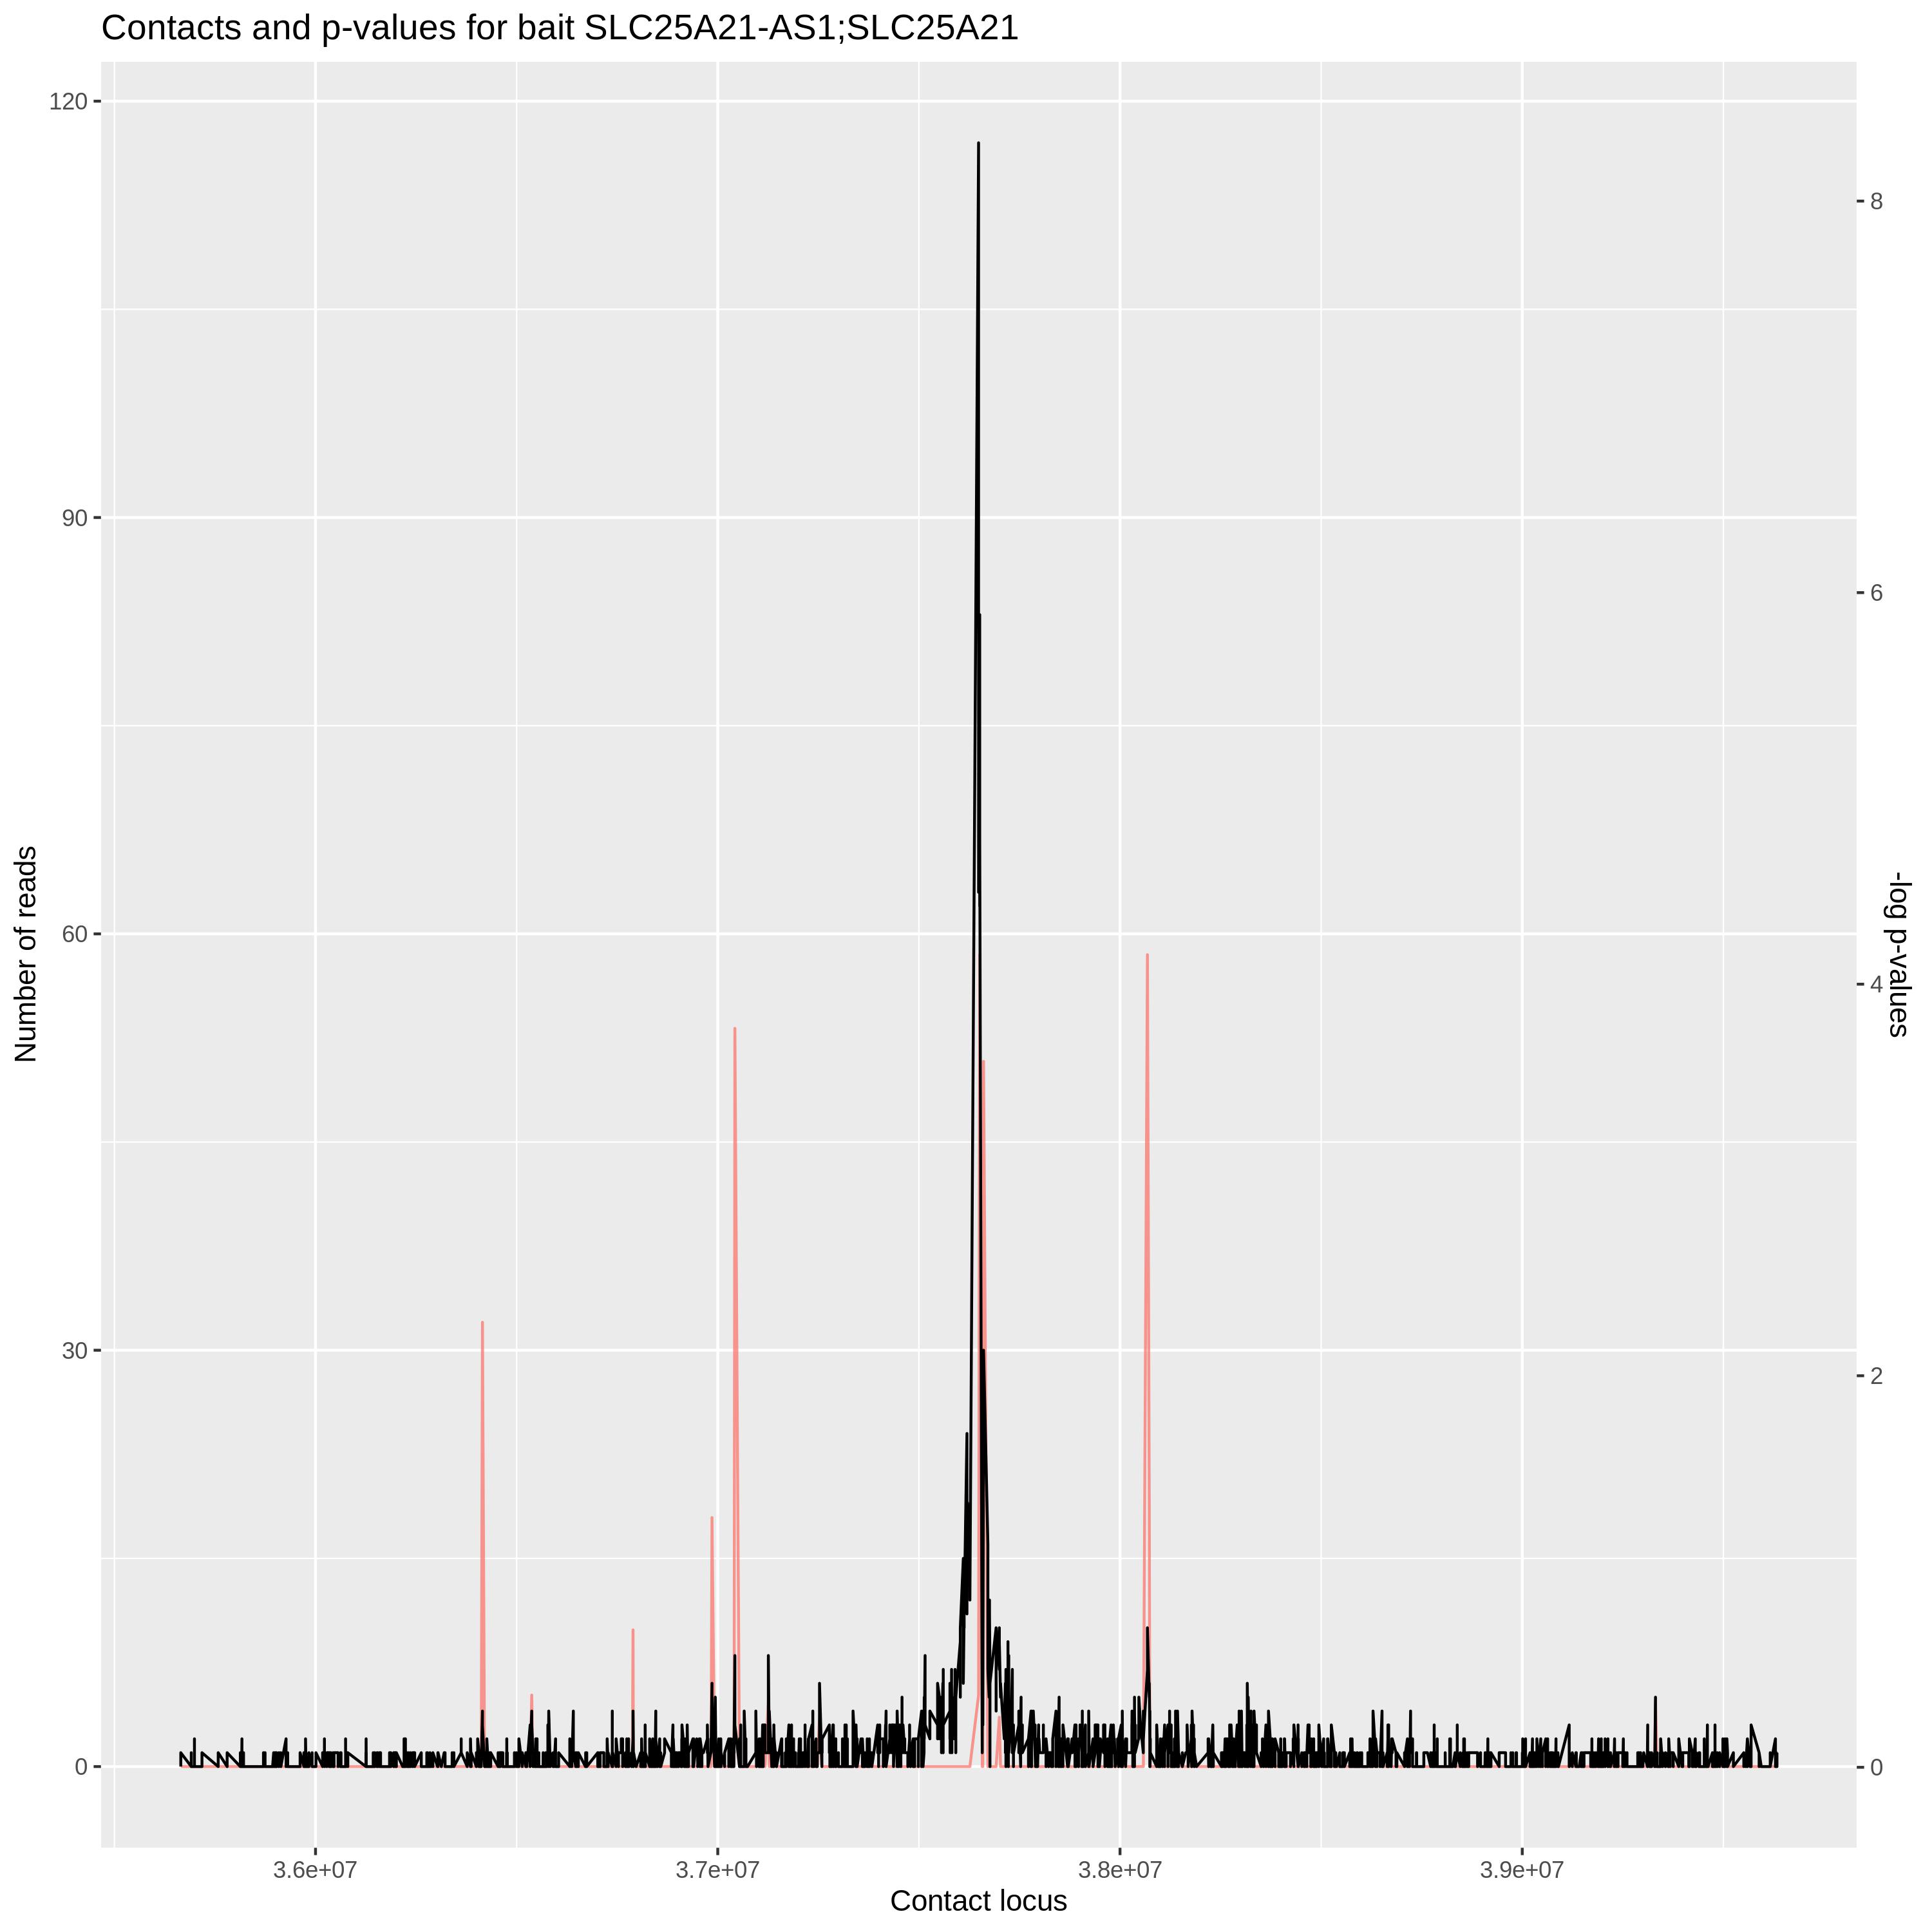 Contacts and p-values for bait SLC25A21-AS1;SLC25A21
120
90
60
30
0
Number of reads
8
6
4
2
0
-log p-values
3.6e+07
3.7e+07
3.8e+07
3.9e+07
Contact locus